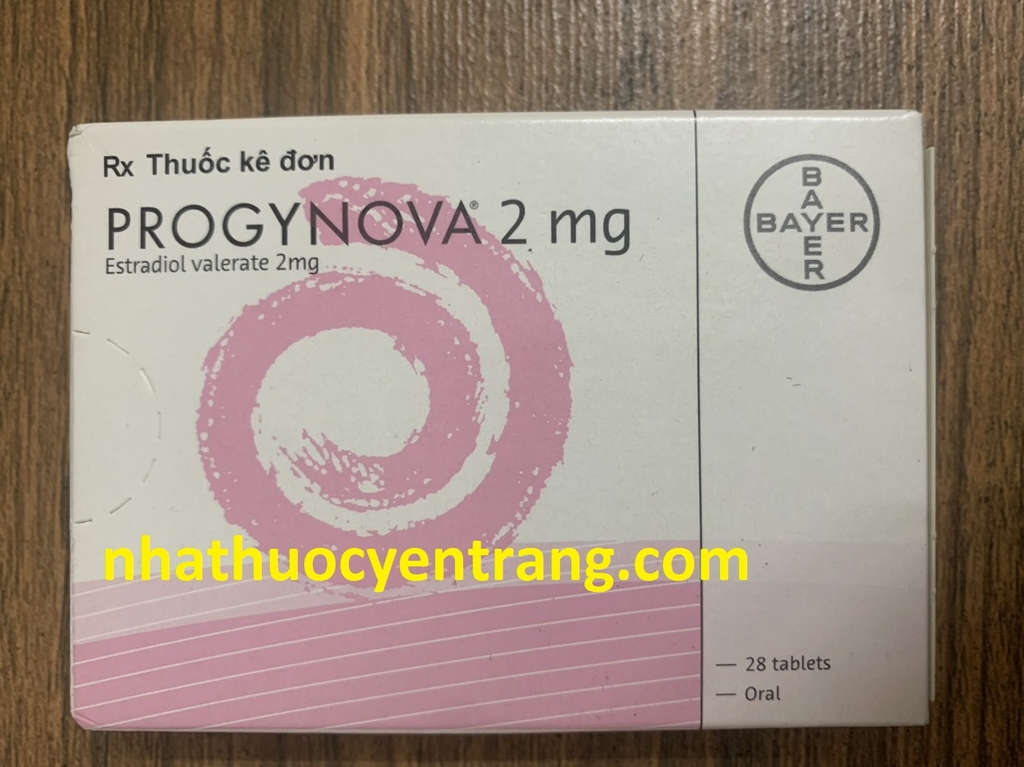 Rx Thuốc kê đơn
PROGYNOVA® 2 mg
Estradiol valerate 2mg
BAYER
BAYER
nhathuocyentrang.com
— 28 tablets
— Oral